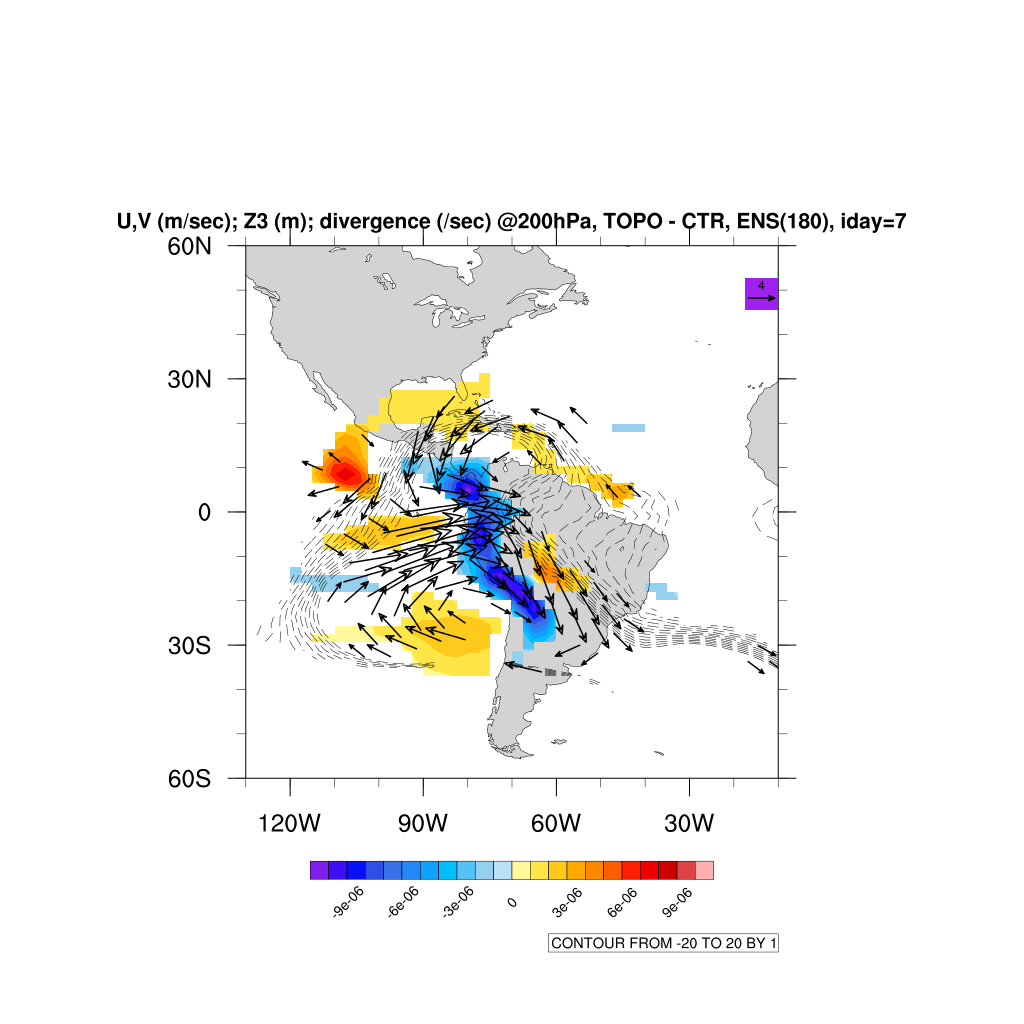 U,V (m/sec); Z3 (m); divergence (/sec) @200hPa, TOPO - CTR, ENS(180), iday=7
60N
4
30N
0
30S
60S
120W 90W 60W 30W
-9e-06 -6e-06 -3e-06 0 3e-06 6e-06 9e-06
CONTOUR FROM -20 TO 20 BY 1